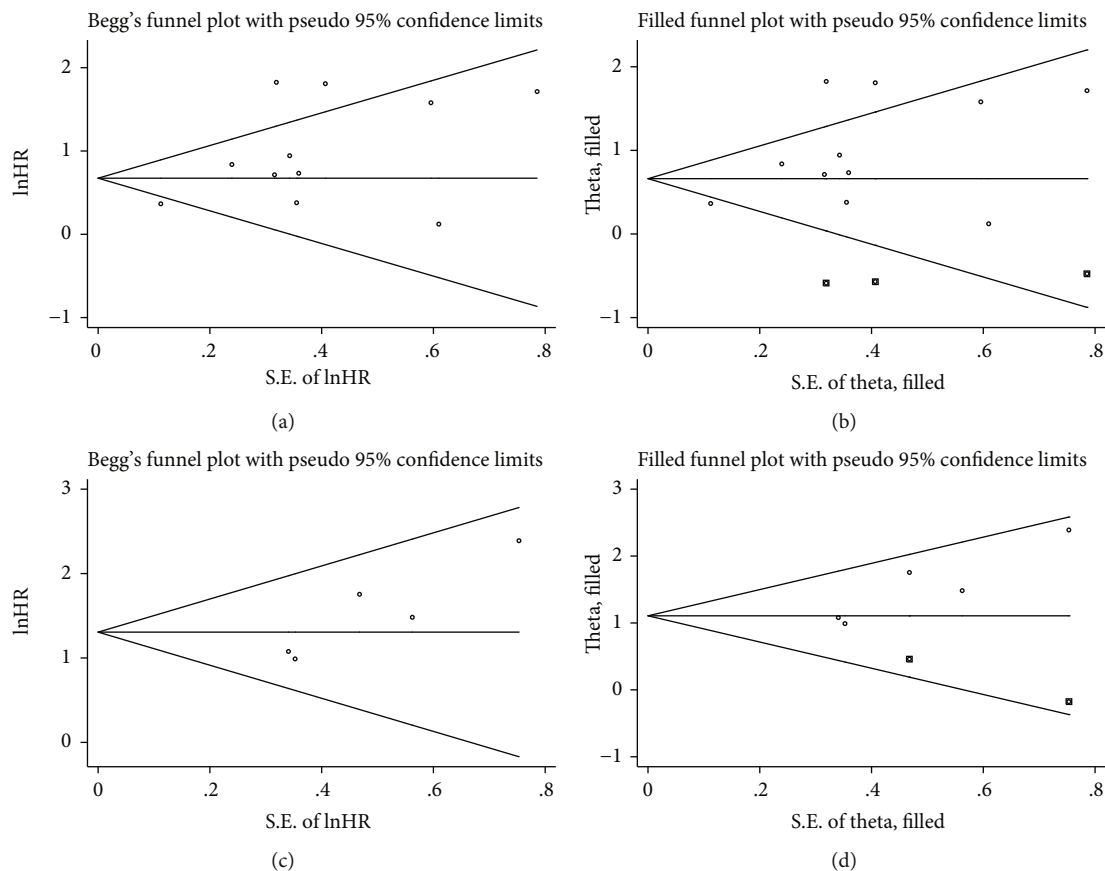 Begg's funnel plot with pseudo 95% confidence limits
2
1
0
−1
lnHR
0 .2 .4 .6 .8
S.E. of lnHR
(a)
Filled funnel plot with pseudo 95% confidence limits
2
1
0
−1
Theta, filled
0 .2 .4 .6 .8
S.E. of theta, filled
(b)
Begg's funnel plot with pseudo 95% confidence limits
3
2
1
0
lnHR
0 .2 .4 .6 .8
S.E. of lnHR
(c)
Filled funnel plot with pseudo 95% confidence limits
3
2
1
0
−1
Theta, filled
0 .2 .4 .6 .8
S.E. of theta, filled
(d)